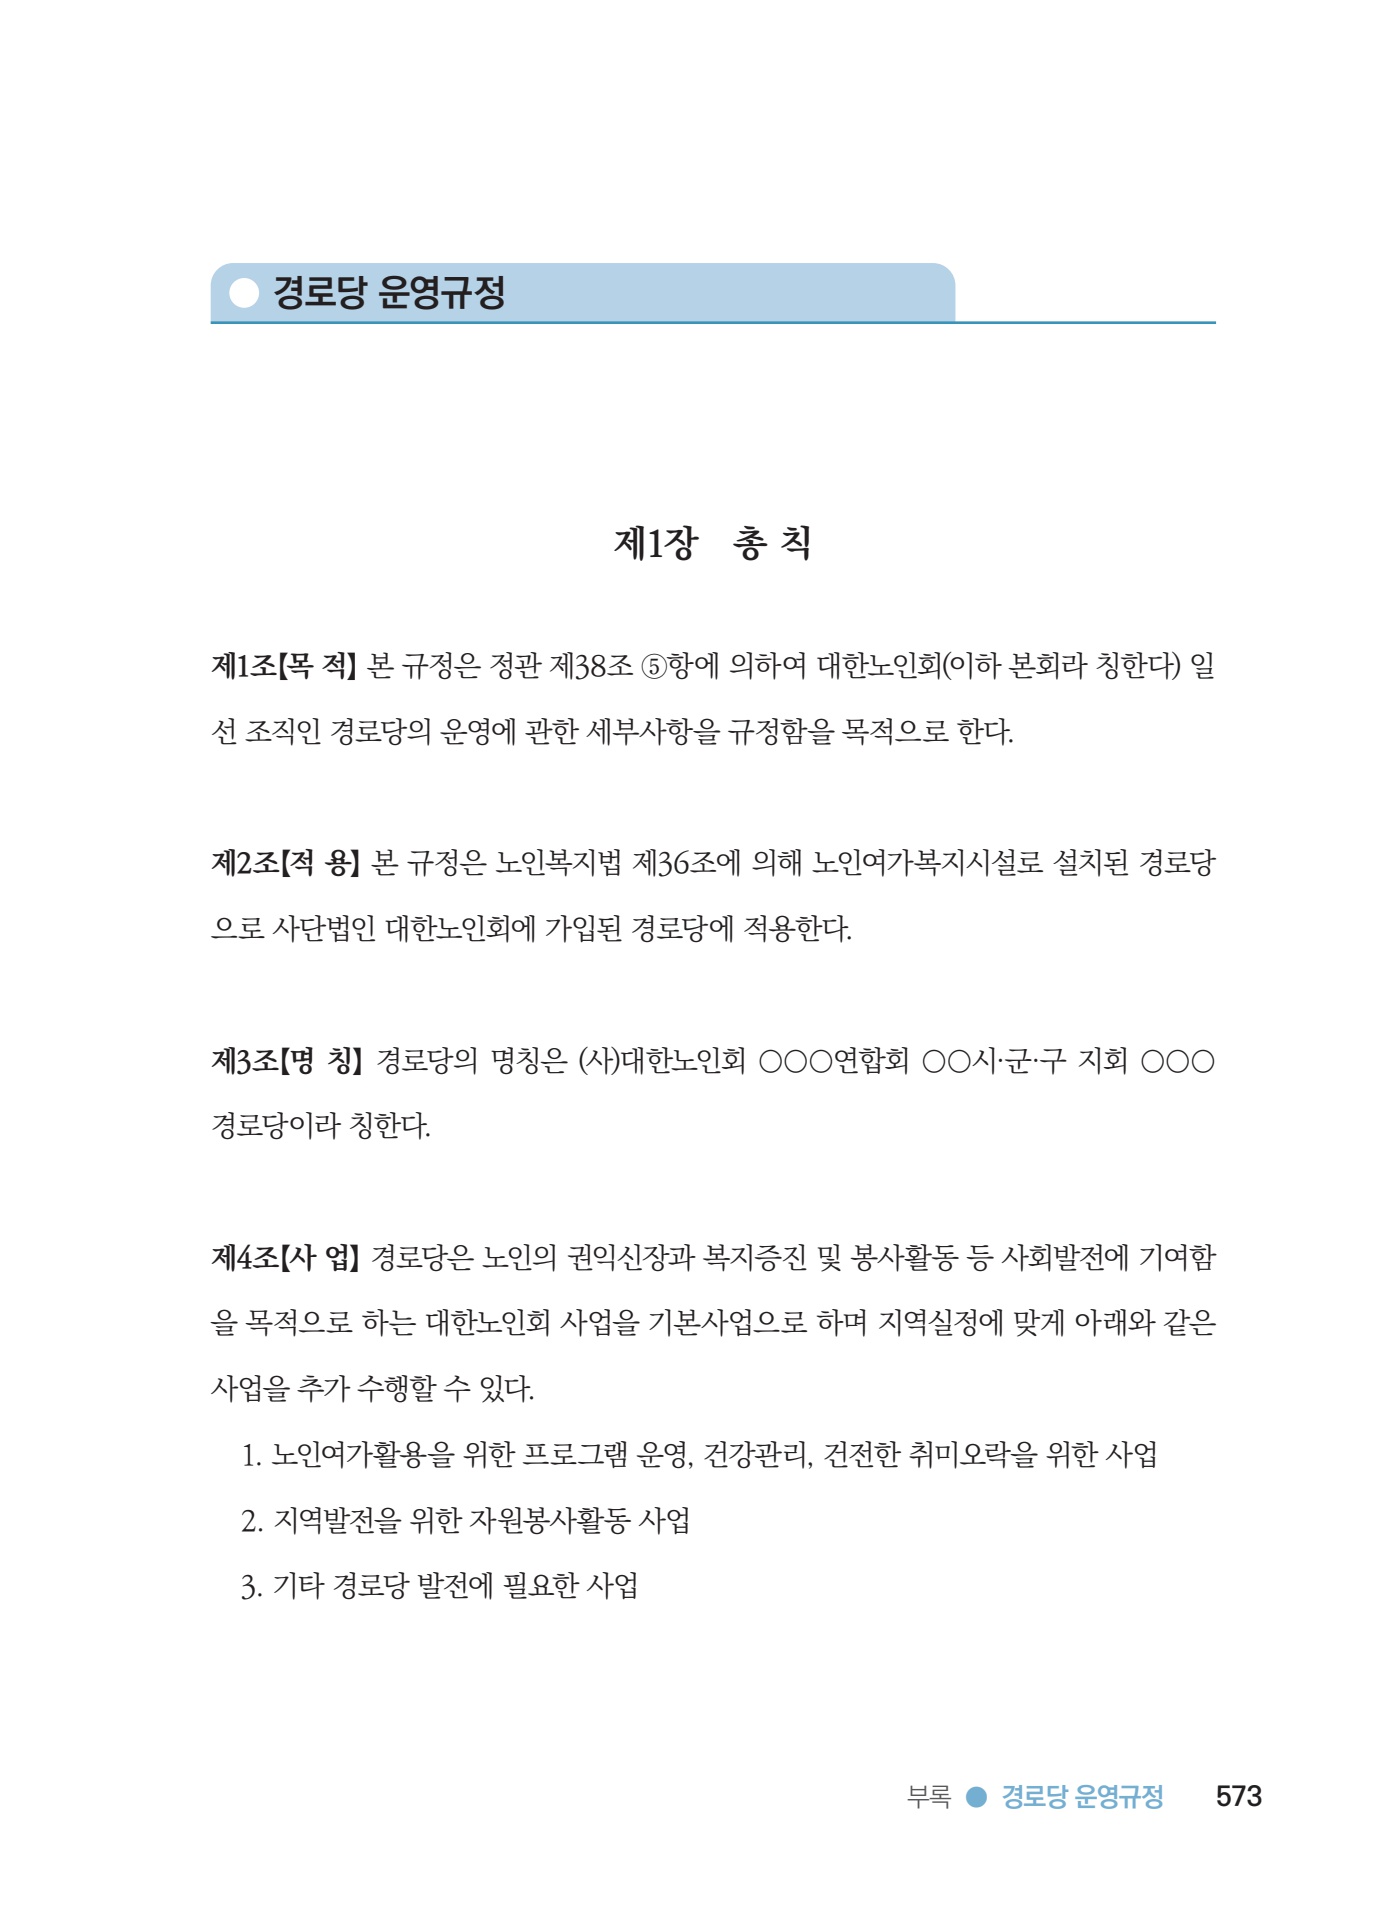 경로당 운영규정
제1장 총 칙
제1조【목 적】 본 규정은 정관 제38조 ⑤항에 의하여 대한노인회(이하 본회라 칭한다) 일
선 조직인 경로당의 운영에 관한 세부사항을 규정함을 목적으로 한다.
제2조【적 용】 본 규정은 노인복지법 제36조에 의해 노인여가복지시설로 설치된 경로당
으로 사단법인 대한노인회에 가입된 경로당에 적용한다.
제3조【명 칭】 경로당의 명칭은 (사)대한노인회 ○○○연합회 ○○시·군·구 지회 ○○○
경로당이라 칭한다.
제4조【사 업】 경로당은 노인의 권익신장과 복지증진 및 봉사활동 등 사회발전에 기여함
을 목적으로 하는 대한노인회 사업을 기본사업으로 하며 지역실정에 맞게 아래와 같은
사업을 추가 수행할 수 있다.
1. 노인여가활용을 위한 프로그램 운영, 건강관리, 건전한 취미오락을 위한 사업
2. 지역발전을 위한 자원봉사활동 사업
3. 기타 경로당 발전에 필요한 사업
부록 ● 경로당 운영규정 573